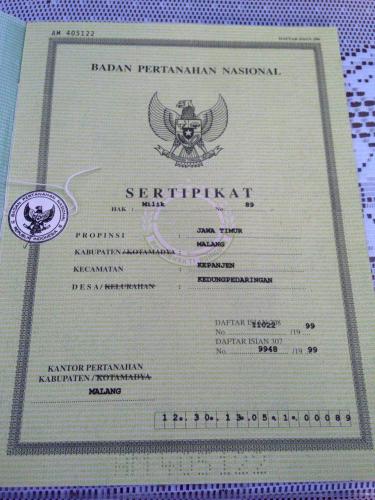 AM 405122
BADAN PERTANAHAN NASIONAL
SERTIPIKAT
HAK : Milik No. 89
PROPINSI : JAWA TIMUR
KABUPATEN / KOTAMADYA : MALANG
KECAMATAN : KEPANJEN
DESA / KELURAHAN : KEDUNGPEDARINGAN
DAFTAR ISIAN 208
No. 11022 /19 99
DAFTAR ISIAN 307
No. 9948 /19 99
KANTOR PERTANAHAN
KABUPATEN / KOTAMADYA
MALANG
12.30.13.05.1.00089